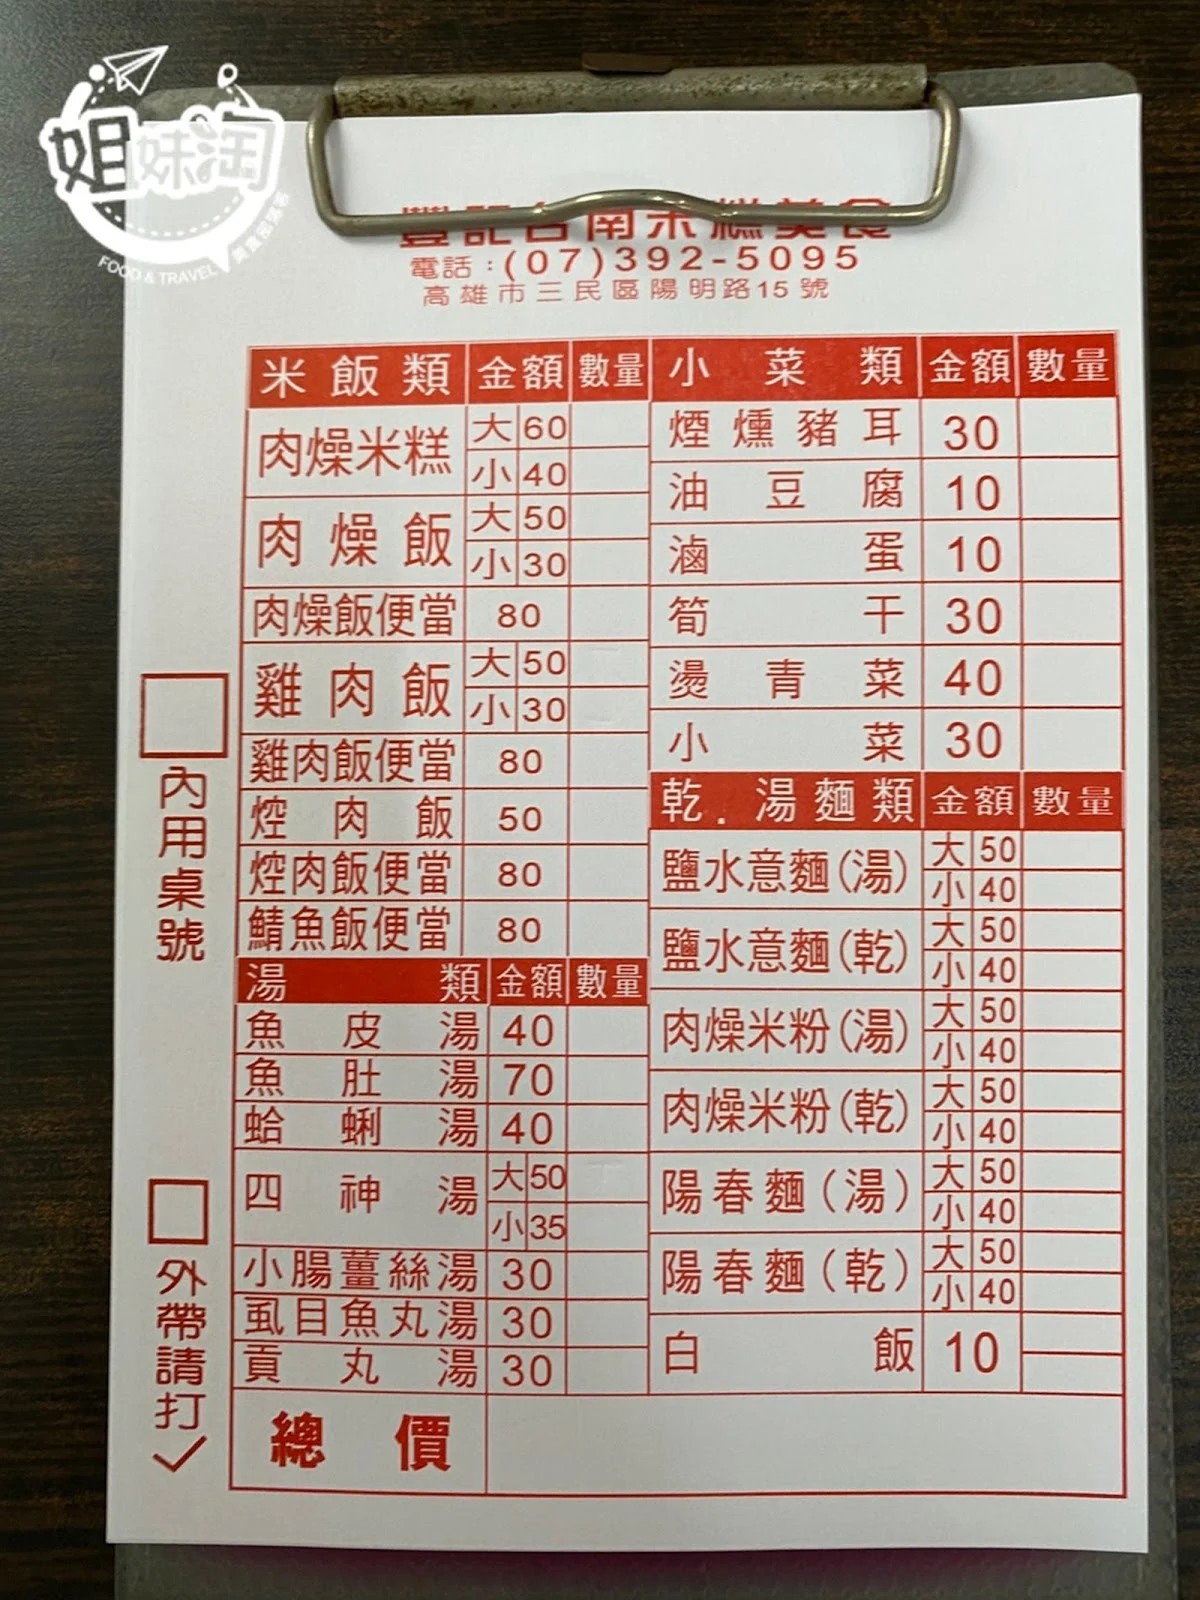 姐妹淘
FOOD & TRAVEL
豐記台南米糕美食
電話：(07)392-5095
高雄市三民區陽明路15號
米飯類 金額 數量
肉燥米糕 大 60
小 40
肉燥飯 大 50
小 30
肉燥飯便當 80
雞肉飯 大 50
小 30
雞肉飯便當 80
焢肉飯 50
焢肉飯便當 80
鯖魚飯便當 80
湯類 金額 數量
魚皮湯 40
魚肚湯 70
蛤蜊湯 40
四神湯 大 50
小 35
小腸薑絲湯 30
虱目魚丸湯 30
貢丸湯 30
小菜類 金額 數量
煙燻豬耳 30
油豆腐 10
滷蛋 10
筍干 30
燙青菜 40
小菜 30
乾.湯麵類 金額 數量
鹽水意麵(湯) 大 50
小 40
鹽水意麵(乾) 大 50
小 40
肉燥米粉(湯) 大 50
小 40
肉燥米粉(乾) 大 50
小 40
陽春麵(湯) 大 50
小 40
陽春麵(乾) 大 50
小 40
白飯 10
總價
內用桌號
外帶請打✓